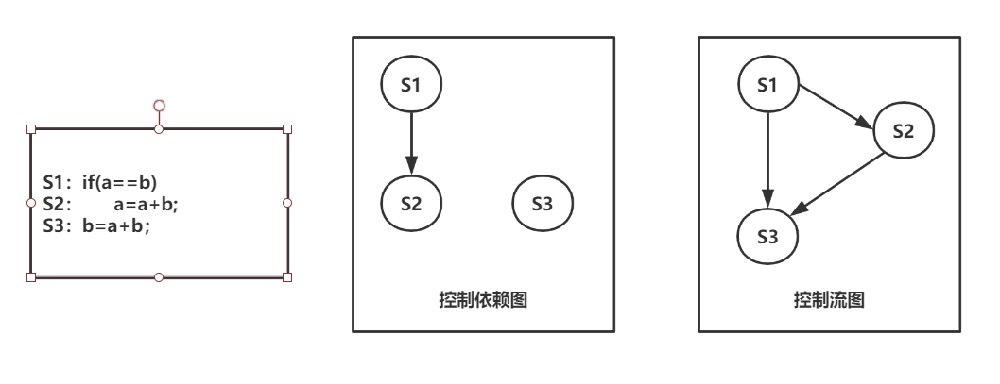 S1：if(a==b)
S2：      a=a+b;
S3：b=a+b;
S1
S2
S3
控制依赖图
S1
S2
S3
控制流图